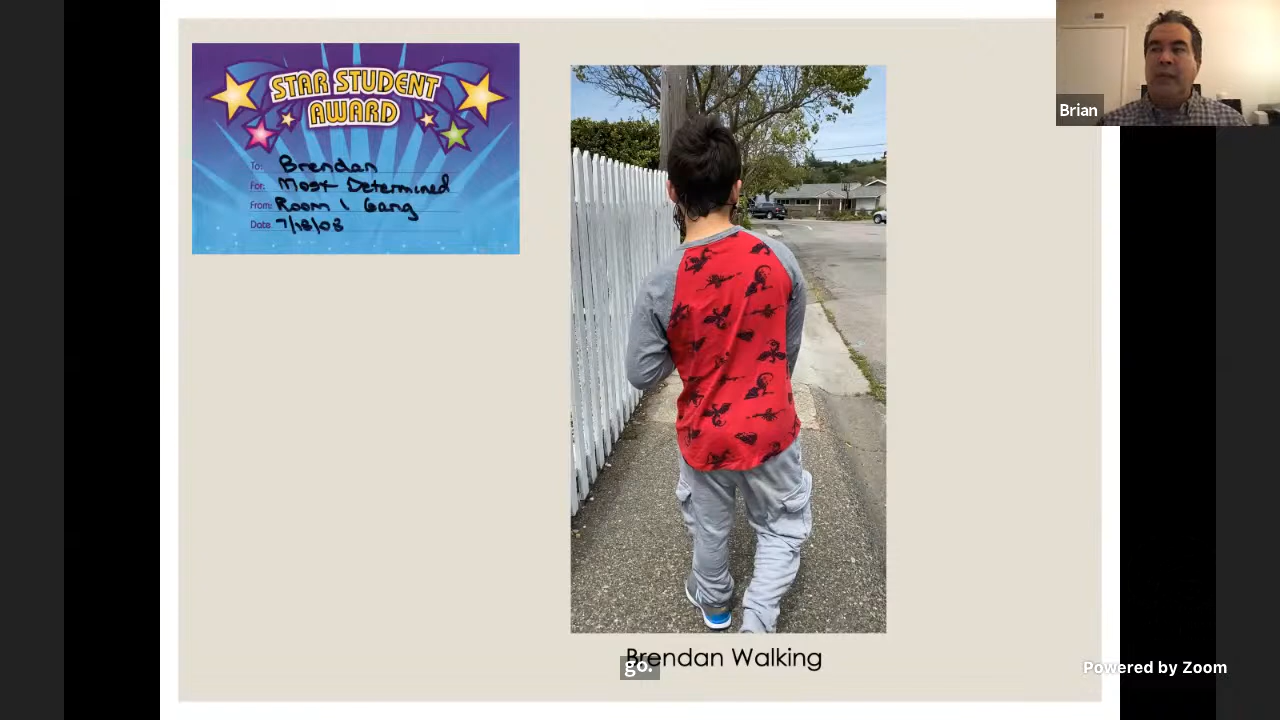 STAR STUDENT
AWARD
To: Brendan
For: Most Determined
From: Room 1 Gang
Date 7/18/08
Brian
Brendan Walking
go.
Powered by Zoom